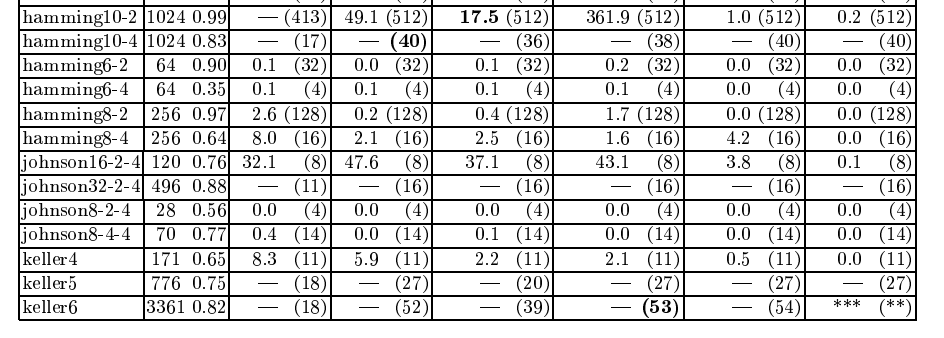 hamming10-2 1024 0.99 — (413) 49.1 (512) 17.5 (512) 361.9 (512) 1.0 (512) 0.2 (512)
hamming10-4 1024 0.83 — (17) — (40) — (36) — (38) — (40) — (40)
hamming6-2 64 0.90 0.1 (32) 0.0 (32) 0.1 (32) 0.2 (32) 0.0 (32) 0.0 (32)
hamming6-4 64 0.35 0.1 (4) 0.1 (4) 0.1 (4) 0.1 (4) 0.0 (4) 0.0 (4)
hamming8-2 256 0.97 2.6 (128) 0.2 (128) 0.4 (128) 1.7 (128) 0.0 (128) 0.0 (128)
hamming8-4 256 0.64 8.0 (16) 2.1 (16) 2.5 (16) 1.6 (16) 4.2 (16) 0.0 (16)
johnson16-2-4 120 0.76 32.1 (8) 47.6 (8) 37.1 (8) 43.1 (8) 3.8 (8) 0.1 (8)
johnson32-2-4 496 0.88 — (11) — (16) — (16) — (16) — (16) — (16)
johnson8-2-4 28 0.56 0.0 (4) 0.0 (4) 0.0 (4) 0.0 (4) 0.0 (4) 0.0 (4)
johnson8-4-4 70 0.77 0.4 (14) 0.0 (14) 0.1 (14) 0.0 (14) 0.0 (14) 0.0 (14)
keller4 171 0.65 8.3 (11) 5.9 (11) 2.2 (11) 2.1 (11) 0.5 (11) 0.0 (11)
keller5 776 0.75 — (18) — (27) — (20) — (27) — (27) — (27)
keller6 3361 0.82 — (18) — (52) — (39) — (53) — (54) *** (**)